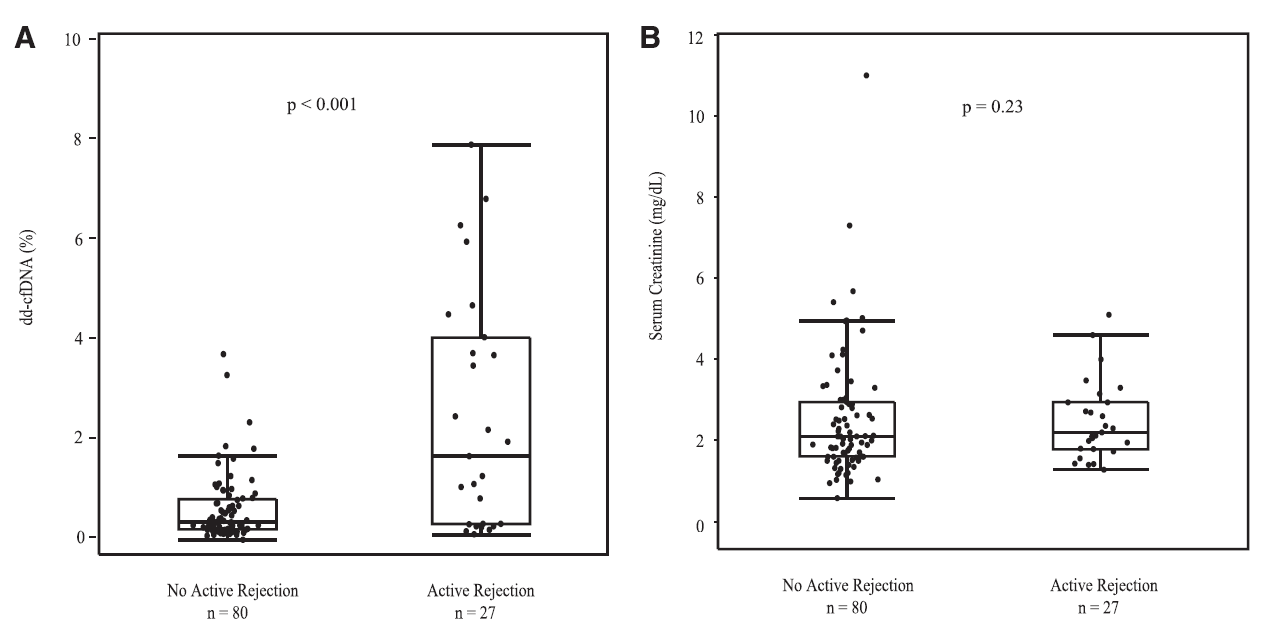 A
10
8
6
4
2
0
dd-cfDNA (%)
p < 0.001
No Active Rejection
n = 80
Active Rejection
n = 27
B
12
10
8
6
4
2
0
Serum Creatinine (mg/dL)
p = 0.23
No Active Rejection
n = 80
Active Rejection
n = 27